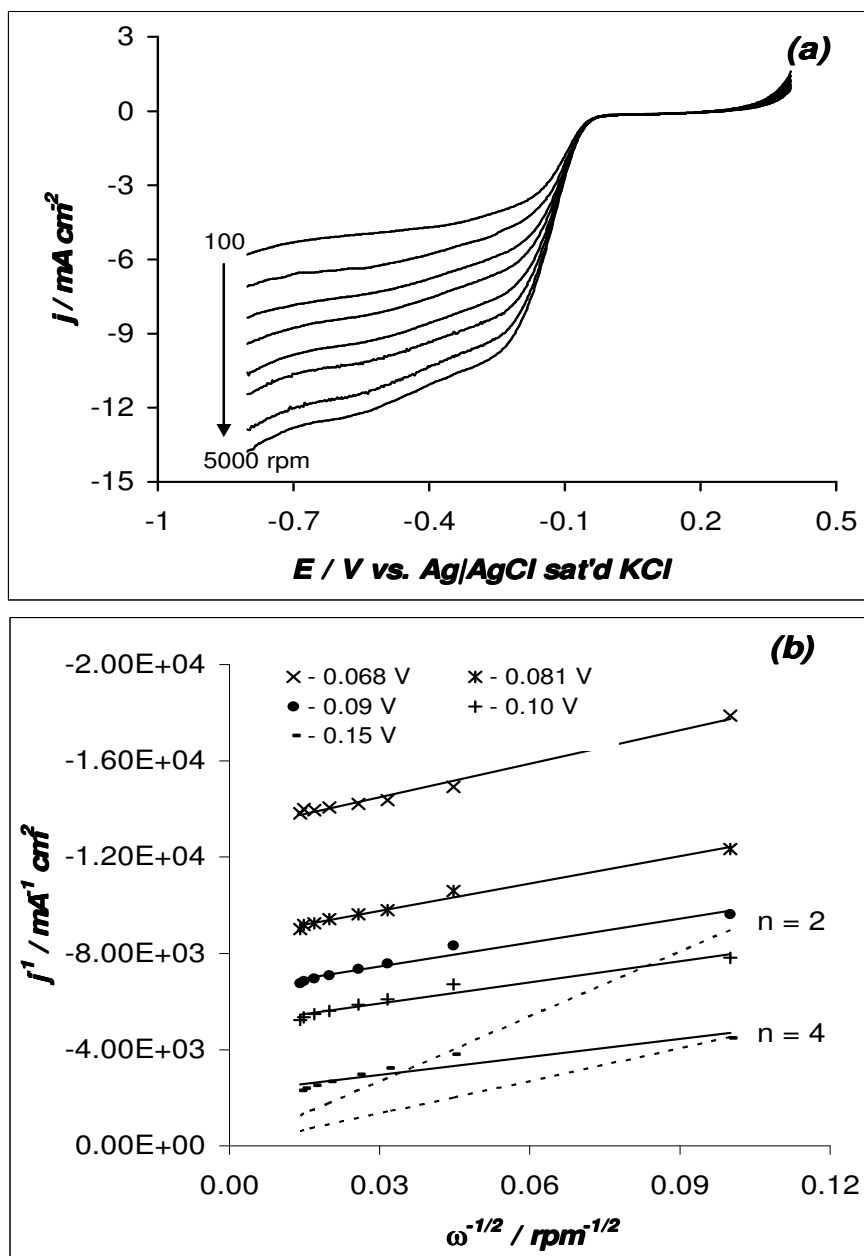 (a)
3
0
-3
-6
-9
-12
-15
j / mA cm-2
100
5000 rpm
-1 -0.7 -0.4 -0.1 0.2 0.5
E / V vs. Ag|AgCl sat'd KCl
(b)
-2.00E+04
-1.60E+04
-1.20E+04
-8.00E+03
-4.00E+03
0.00E+00
j-1 / mA-1 cm2
- 0.068 V - 0.081 V
- 0.09 V - 0.10 V
- 0.15 V
n = 2
n = 4
0.00 0.03 0.06 0.09 0.12
ω-1/2 / rpm-1/2